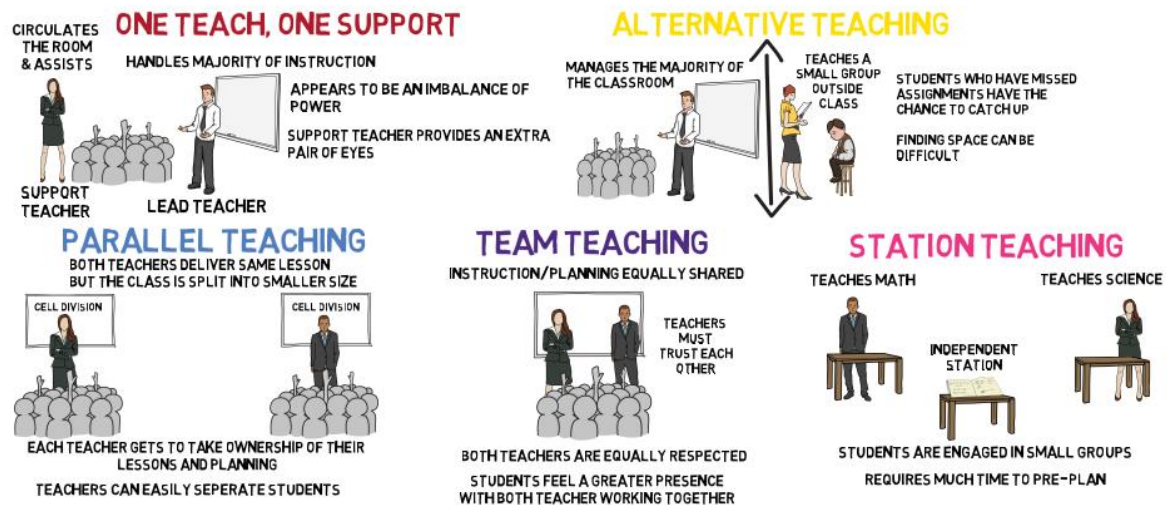 ONE TEACH, ONE SUPPORT
CIRCULATES
THE ROOM
& ASSISTS
HANDLES MAJORITY OF INSTRUCTION
APPEARS TO BE AN IMBALANCE OF
POWER
SUPPORT TEACHER PROVIDES AN EXTRA
PAIR OF EYES
SUPPORT
TEACHER
LEAD TEACHER
ALTERNATIVE TEACHING
MANAGES THE MAJORITY OF
THE CLASSROOM
TEACHES A
SMALL GROUP
OUTSIDE
CLASS
STUDENTS WHO HAVE MISSED
ASSIGNMENTS HAVE THE
CHANCE TO CATCH UP
FINDING SPACE CAN BE
DIFFICULT
PARALLEL TEACHING
BOTH TEACHERS DELIVER SAME LESSON
BUT THE CLASS IS SPLIT INTO SMALLER SIZE
CELL DIVISION
CELL DIVISION
EACH TEACHER GETS TO TAKE OWNERSHIP OF THEIR
LESSONS AND PLANNING
TEACHERS CAN EASILY SEPERATE STUDENTS
TEAM TEACHING
INSTRUCTION/PLANNING EQUALLY SHARED
TEACHERS
MUST
TRUST EACH
OTHER
BOTH TEACHERS ARE EQUALLY RESPECTED
STUDENTS FEEL A GREATER PRESENCE
WITH BOTH TEACHER WORKING TOGETHER
STATION TEACHING
TEACHES MATH
TEACHES SCIENCE
INDEPENDENT
STATION
STUDENTS ARE ENGAGED IN SMALL GROUPS
REQUIRES MUCH TIME TO PRE-PLAN